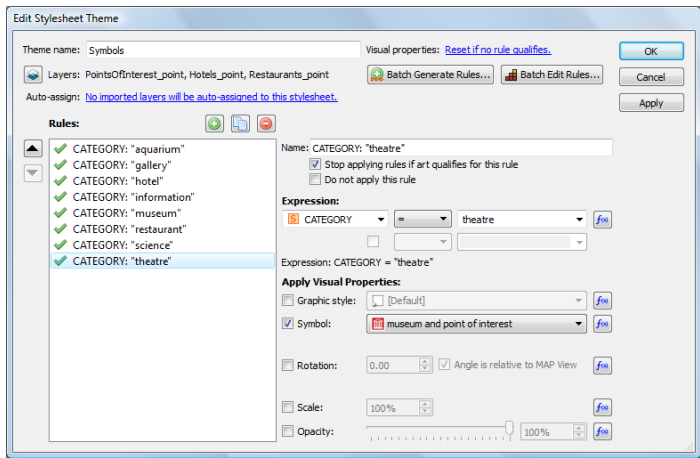 Edit Stylesheet Theme
Theme name: Symbols
Visual properties: Reset if no rule qualifies.
OK
Layers: PointsOfInterest_point, Hotels_point, Restaurants_point
Batch Generate Rules...
Batch Edit Rules...
Cancel
Auto-assign: No imported layers will be auto-assigned to this stylesheet.
Apply
Rules:
CATEGORY: "aquarium"
CATEGORY: "gallery"
CATEGORY: "hotel"
CATEGORY: "information"
CATEGORY: "museum"
CATEGORY: "restaurant"
CATEGORY: "science"
CATEGORY: "theatre"
Name: CATEGORY: "theatre"
Stop applying rules if art qualifies for this rule
Do not apply this rule
Expression:
S CATEGORY = theatre f(x)
Expression: CATEGORY = "theatre"
Apply Visual Properties:
Graphic style: [Default] f(x)
Symbol: museum and point of interest f(x)
Rotation: 0.00 Angle is relative to MAP View f(x)
Scale: 100% f(x)
Opacity: 100% f(x)